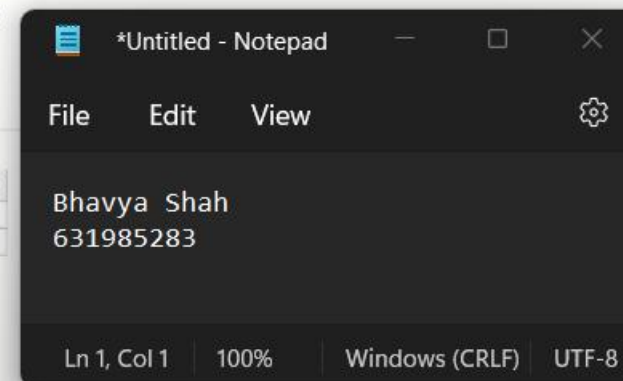 *Untitled - Notepad
File Edit View
Bhavya Shah
631985283
Ln 1, Col 1 100% Windows (CRLF) UTF-8